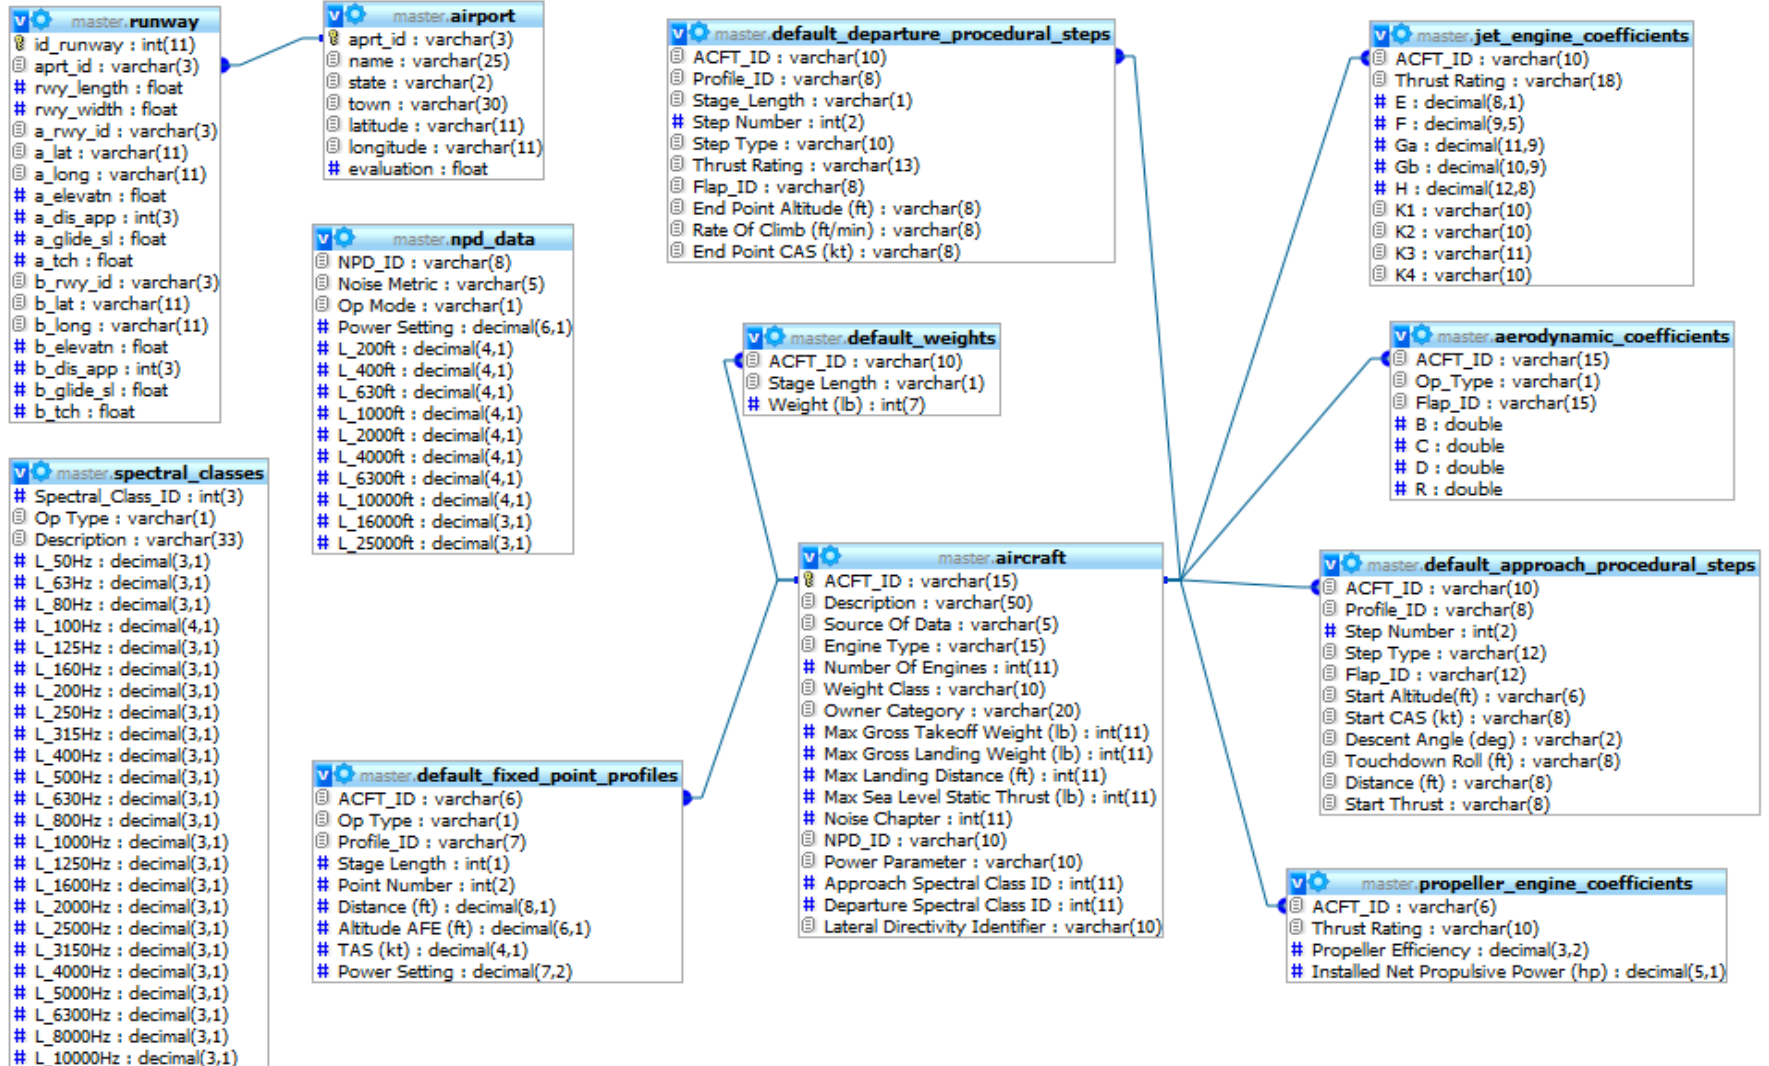 master.runway
id_runway : int(11)
aprt_id : varchar(3)
rwy_length : float
rwy_width : float
a_rwy_id : varchar(3)
a_lat : varchar(11)
a_long : varchar(11)
a_elevatn : float
a_dis_app : int(3)
a_glide_sl : float
a_tch : float
b_rwy_id : varchar(3)
b_lat : varchar(11)
b_long : varchar(11)
b_elevatn : float
b_dis_app : int(3)
b_glide_sl : float
b_tch : float
master.airport
aprt_id : varchar(3)
name : varchar(25)
state : varchar(2)
town : varchar(30)
latitude : varchar(11)
longitude : varchar(11)
evaluation : float
master.npd_data
NPD_ID : varchar(8)
Noise Metric : varchar(5)
Op Mode : varchar(1)
Power Setting : decimal(6,1)
L_200ft : decimal(4,1)
L_400ft : decimal(4,1)
L_630ft : decimal(4,1)
L_1000ft : decimal(4,1)
L_2000ft : decimal(4,1)
L_4000ft : decimal(4,1)
L_6300ft : decimal(4,1)
L_10000ft : decimal(4,1)
L_16000ft : decimal(3,1)
L_25000ft : decimal(3,1)
master.spectral_classes
Spectral_Class_ID : int(3)
Op Type : varchar(1)
Description : varchar(33)
L_50Hz : decimal(3,1)
L_63Hz : decimal(3,1)
L_80Hz : decimal(3,1)
L_100Hz : decimal(4,1)
L_125Hz : decimal(3,1)
L_160Hz : decimal(3,1)
L_200Hz : decimal(3,1)
L_250Hz : decimal(3,1)
L_315Hz : decimal(3,1)
L_400Hz : decimal(3,1)
L_500Hz : decimal(3,1)
L_630Hz : decimal(3,1)
L_800Hz : decimal(3,1)
L_1000Hz : decimal(3,1)
L_1250Hz : decimal(3,1)
L_1600Hz : decimal(3,1)
L_2000Hz : decimal(3,1)
L_2500Hz : decimal(3,1)
L_3150Hz : decimal(3,1)
L_4000Hz : decimal(3,1)
L_5000Hz : decimal(3,1)
L_6300Hz : decimal(3,1)
L_8000Hz : decimal(3,1)
L_10000Hz : decimal(3,1)
master.default_fixed_point_profiles
ACFT_ID : varchar(6)
Op Type : varchar(1)
Profile_ID : varchar(7)
Stage Length : int(1)
Point Number : int(2)
Distance (ft) : decimal(8,1)
Altitude AFE (ft) : decimal(6,1)
TAS (kt) : decimal(4,1)
Power Setting : decimal(7,2)
master.default_departure_procedural_steps
ACFT_ID : varchar(10)
Profile_ID : varchar(8)
Stage_Length : varchar(1)
Step Number : int(2)
Step Type : varchar(10)
Thrust Rating : varchar(13)
Flap_ID : varchar(8)
End Point Altitude (ft) : varchar(8)
Rate Of Climb (ft/min) : varchar(8)
End Point CAS (kt) : varchar(8)
master.default_weights
ACFT_ID : varchar(10)
Stage Length : varchar(1)
Weight (lb) : int(7)
master.aircraft
ACFT_ID : varchar(15)
Description : varchar(50)
Source Of Data : varchar(5)
Engine Type : varchar(15)
Number Of Engines : int(11)
Weight Class : varchar(10)
Owner Category : varchar(20)
Max Gross Takeoff Weight (lb) : int(11)
Max Gross Landing Weight (lb) : int(11)
Max Landing Distance (ft) : int(11)
Max Sea Level Static Thrust (lb) : int(11)
Noise Chapter : int(11)
NPD_ID : varchar(10)
Power Parameter : varchar(10)
Approach Spectral Class ID : int(11)
Departure Spectral Class ID : int(11)
Lateral Directivity Identifier : varchar(10)
master.jet_engine_coefficients
ACFT_ID : varchar(10)
Thrust Rating : varchar(18)
E : decimal(8,1)
F : decimal(9,5)
Ga : decimal(11,9)
Gb : decimal(10,9)
H : decimal(12,8)
K1 : varchar(10)
K2 : varchar(10)
K3 : varchar(11)
K4 : varchar(10)
master.aerodynamic_coefficients
ACFT_ID : varchar(15)
Op_Type : varchar(1)
Flap_ID : varchar(15)
B : double
C : double
D : double
R : double
master.default_approach_procedural_steps
ACFT_ID : varchar(10)
Profile_ID : varchar(8)
Step Number : int(2)
Step Type : varchar(12)
Flap_ID : varchar(12)
Start Altitude(ft) : varchar(6)
Start CAS (kt) : varchar(8)
Descent Angle (deg) : varchar(2)
Touchdown Roll (ft) : varchar(8)
Distance (ft) : varchar(8)
Start Thrust : varchar(8)
master.propeller_engine_coefficients
ACFT_ID : varchar(6)
Thrust Rating : varchar(10)
Propeller Efficiency : decimal(3,2)
Installed Net Propulsive Power (hp) : decimal(5,1)